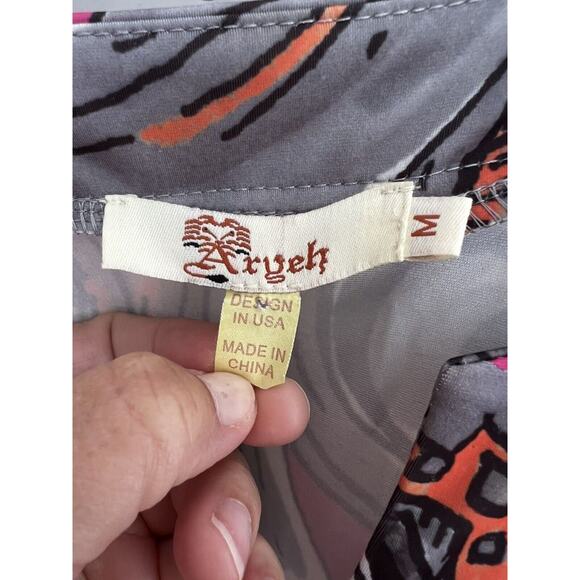 Aryeh
M
DESIGN
IN USA
MADE IN
CHINA